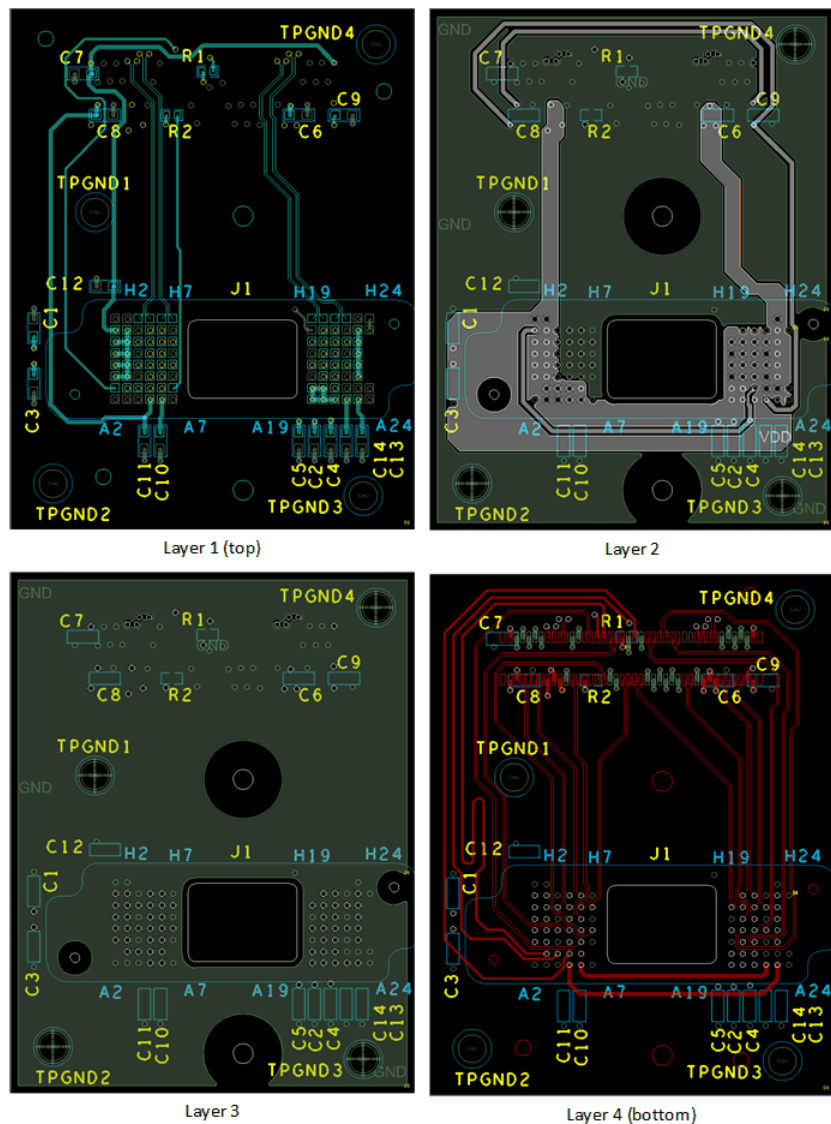 TPGND4
C7
R1
C8
R2
C6
C9
TPGND1
C12
H2
H7
J1
H19
H24
C1
C3
A2
A7
A19
A24
C11
C10
C5
C2
C4
C14
C13
TPGND2
TPGND3
Layer 1 (top)
GND
TPGND4
C7
R1
C9
C8
R2
C6
TPGND1
GND
C12
H2
H7
J1
H19
H24
C1
C3
A2
A7
A19
VDD
A24
C11
C10
C5
C2
C4
C14
C13
TPGND2
TPGND3
GND
Layer 2
GND
TPGND4
C7
R1
C8
R2
C6
C9
TPGND1
GND
C12
H2
H7
J1
H19
H24
C1
C3
A2
A7
A19
A24
C11
C10
C5
C2
C4
C14
C13
TPGND2
TPGND3
GND
Layer 3
TPGND4
C7
R1
C9
C8
R2
C6
TPGND1
C12
H2
H7
J1
H19
H24
C1
C3
A2
A7
A19
A24
C11
C10
C5
C2
C4
C14
C13
TPGND2
TPGND3
Layer 4 (bottom)